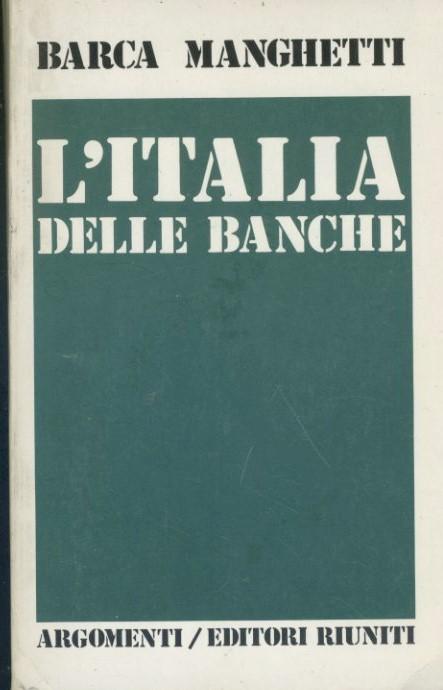 BARCA MANGHETTI
L'ITALIA
DELLE BANCHE
ARGOMENTI/EDITORI RIUNITI